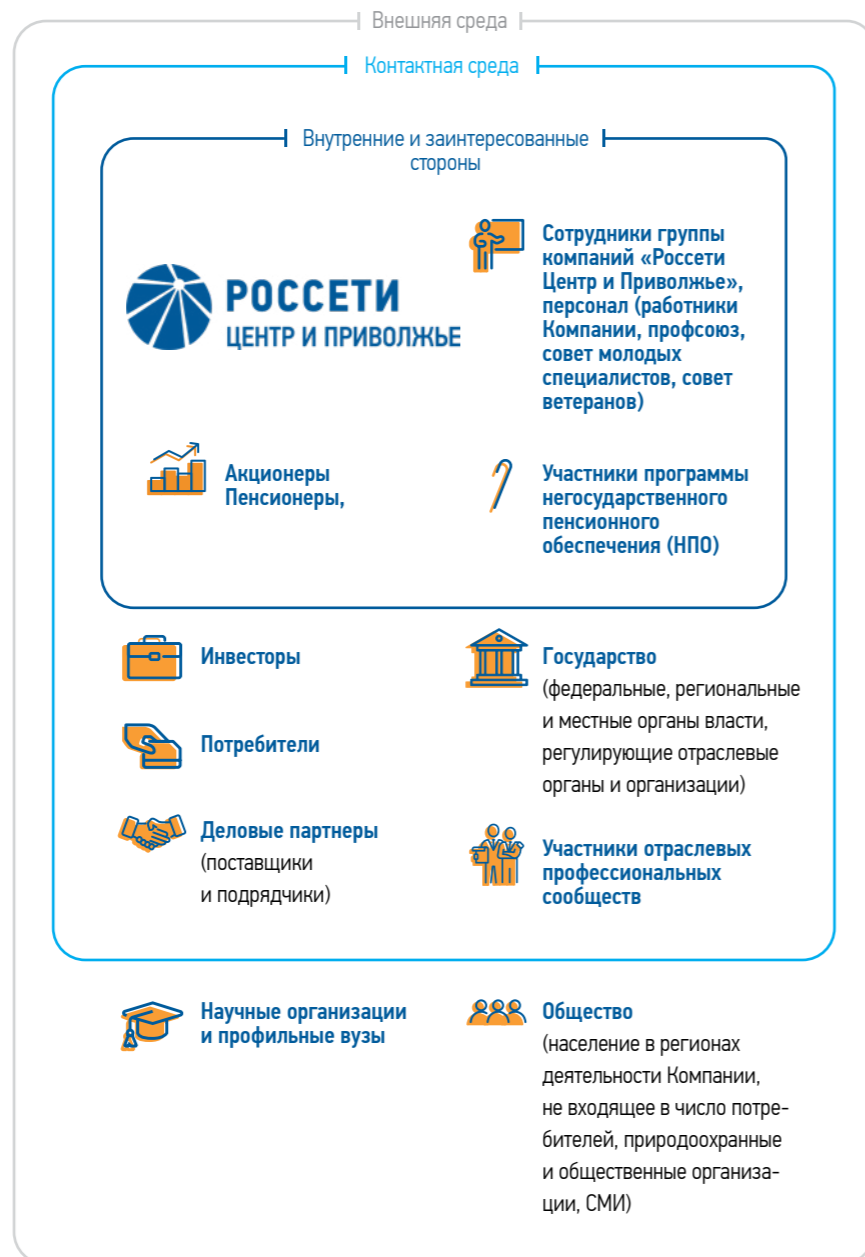 Внешняя среда
Контактная среда
Внутренние и заинтересованные
стороны
РОССЕТИ
ЦЕНТР И ПРИВОЛЖЬЕ
Сотрудники группы
компаний «Россети
Центр и Приволжье»,
персонал (работники
Компании, профсоюз,
совет молодых
специалистов, совет
ветеранов)
Акционеры
Пенсионеры,
Участники программы
негосударственного
пенсионного
обеспечения (НПО)
Инвесторы
Государство
(федеральные, региональные
и местные органы власти,
регулирующие отраслевые
органы и организации)
Потребители
Деловые партнеры
(поставщики
и подрядчики)
Участники отраслевых
профессиональных
сообществ
Научные организации
и профильные вузы
Общество
(население в регионах
деятельности Компании,
не входящее в число потре-
бителей, природоохранные
и общественные организа-
ции, СМИ)